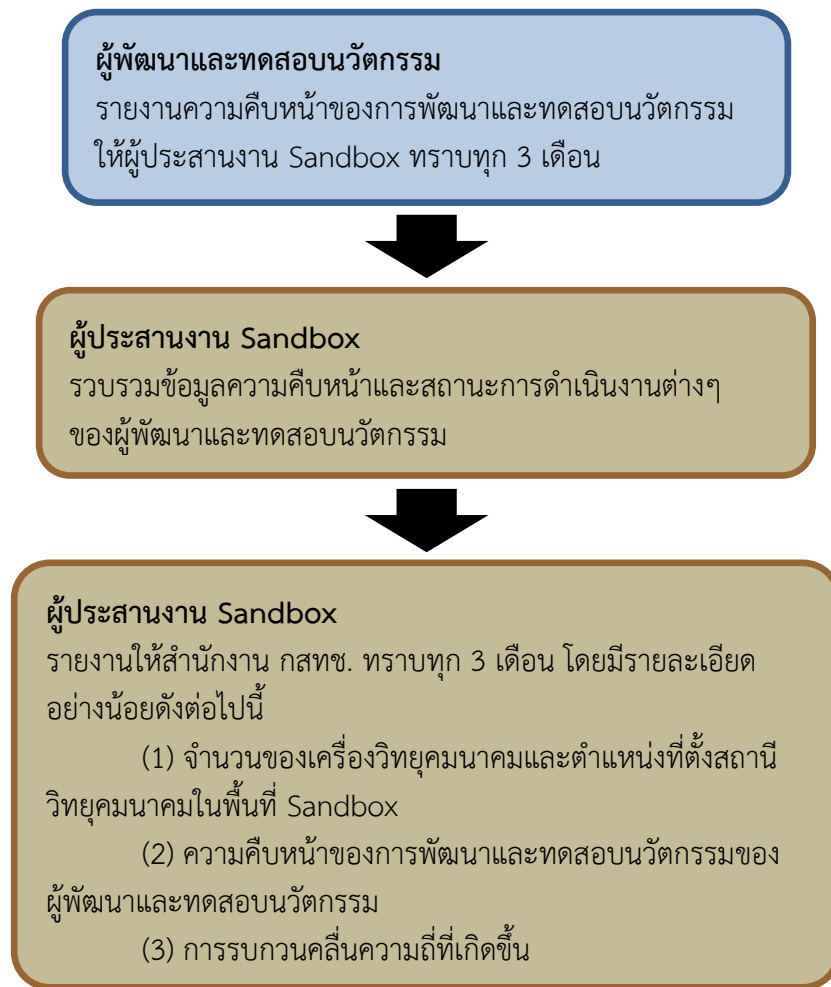 ผู้พัฒนาและทดสอบนวัตกรรม
รายงานความคืบหน้าของการพัฒนาและทดสอบนวัตกรรม
ให้ผู้ประสานงาน Sandbox ทราบทุก 3 เดือน
ผู้ประสานงาน Sandbox
รวบรวมข้อมูลความคืบหน้าและสถานะการดำเนินงานต่างๆ
ของผู้พัฒนาและทดสอบนวัตกรรม
ผู้ประสานงาน Sandbox
รายงานให้สำนักงาน กสทช. ทราบทุก 3 เดือน โดยมีรายละเอียด
อย่างน้อยดังต่อไปนี้
(1) จำนวนของเครื่องวิทยุคมนาคมและตำแหน่งที่ตั้งสถานี
วิทยุคมนาคมในพื้นที่ Sandbox
(2) ความคืบหน้าของการพัฒนาและทดสอบนวัตกรรมของ
ผู้พัฒนาและทดสอบนวัตกรรม
(3) การรบกวนคลื่นความถี่ที่เกิดขึ้น